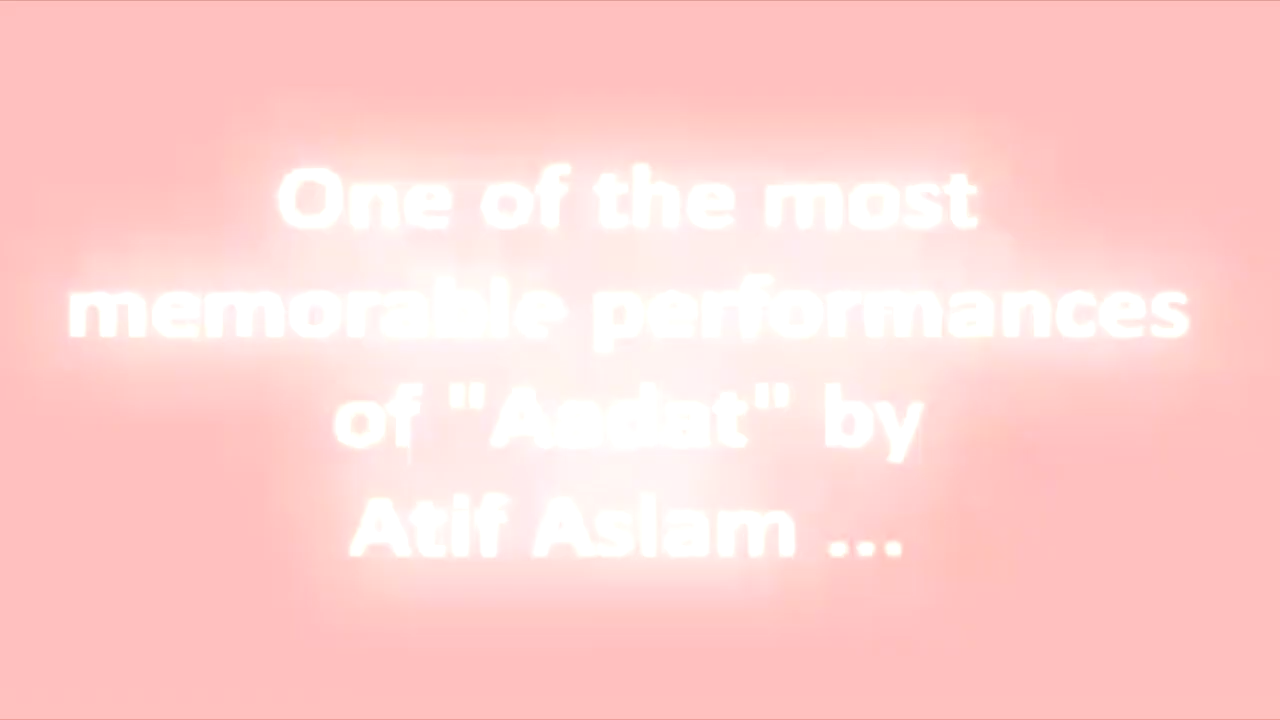 One of the most
memorable performances
of "Aadat" by
Atif Aslam ...